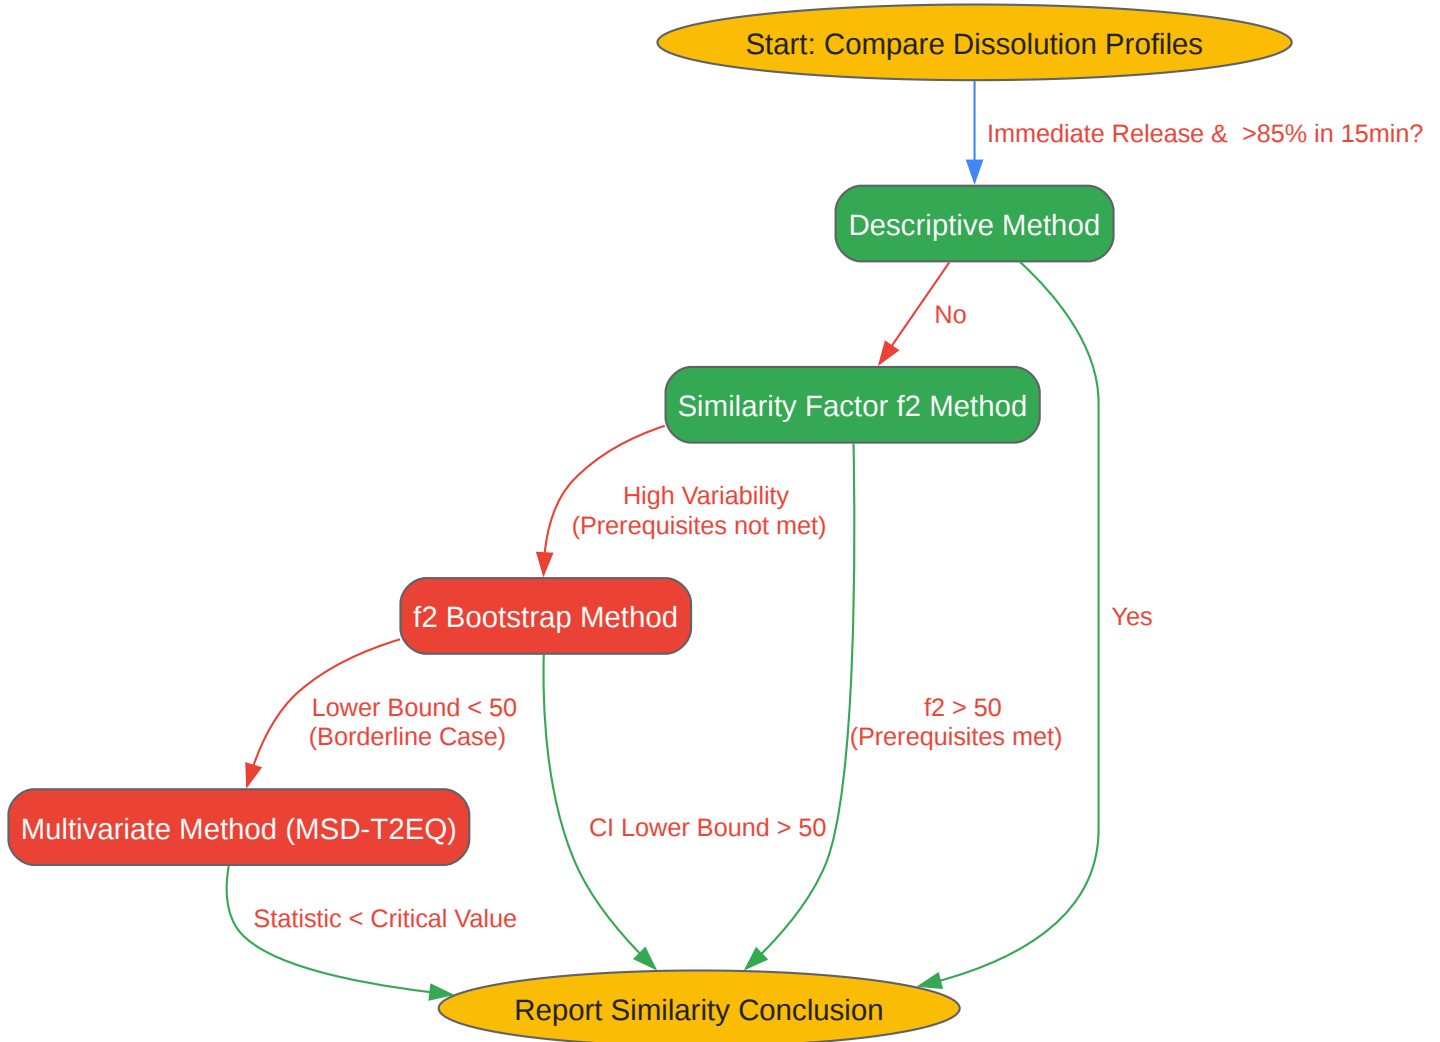 Start: Compare Dissolution Profiles
Immediate Release &  >85% in 15min?
Descriptive Method
No
Similarity Factor f2 Method
High Variability
(Prerequisites not met)
f2 Bootstrap Method
Yes
Lower Bound < 50
(Borderline Case)
f2 > 50
(Prerequisites met)
Multivariate Method (MSD-T2EQ)
CI Lower Bound > 50
Statistic < Critical Value
Report Similarity Conclusion